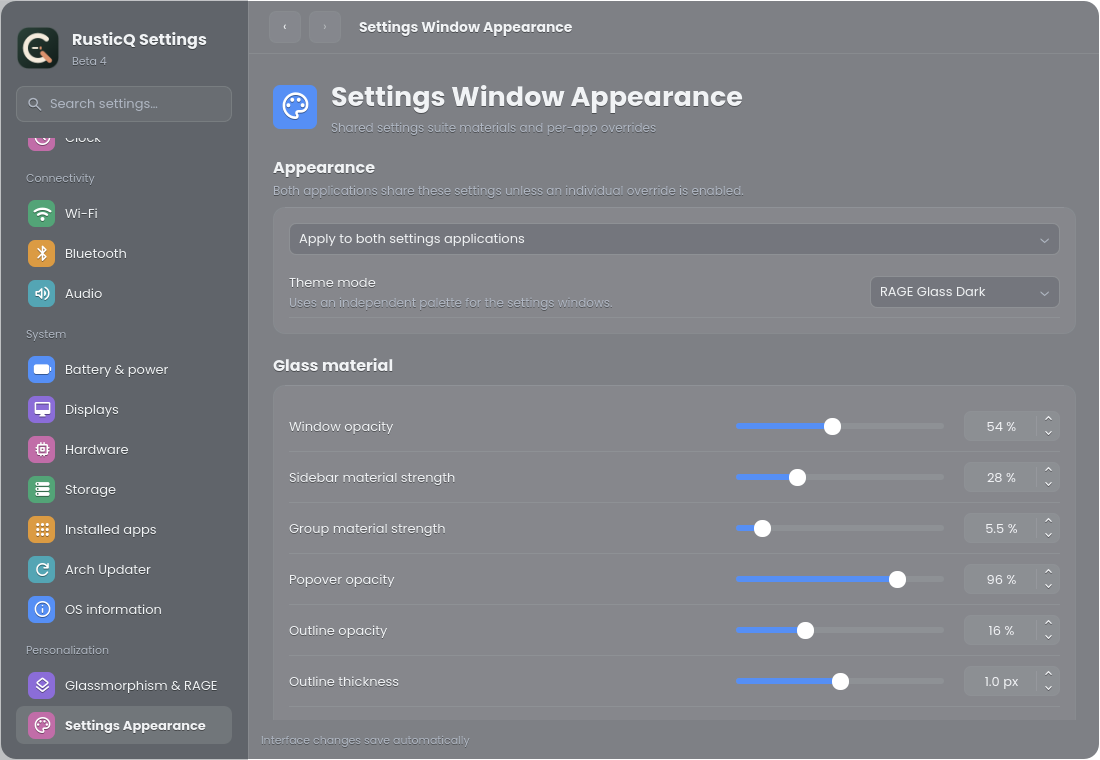 RusticQ Settings
Beta 4
Search settings...
Clock
Connectivity
Wi-Fi
Bluetooth
Audio
System
Battery & power
Displays
Hardware
Storage
Installed apps
Arch Updater
OS information
Personalization
Glassmorphism & RAGE
Settings Appearance
Settings Window Appearance
Settings Window Appearance
Shared settings suite materials and per-app overrides
Appearance
Both applications share these settings unless an individual override is enabled.
Apply to both settings applications
Theme mode
Uses an independent palette for the settings windows.
RAGE Glass Dark
Glass material
Window opacity
54 %
Sidebar material strength
28 %
Group material strength
5.5 %
Popover opacity
96 %
Outline opacity
16 %
Outline thickness
1.0 px
Interface changes save automatically